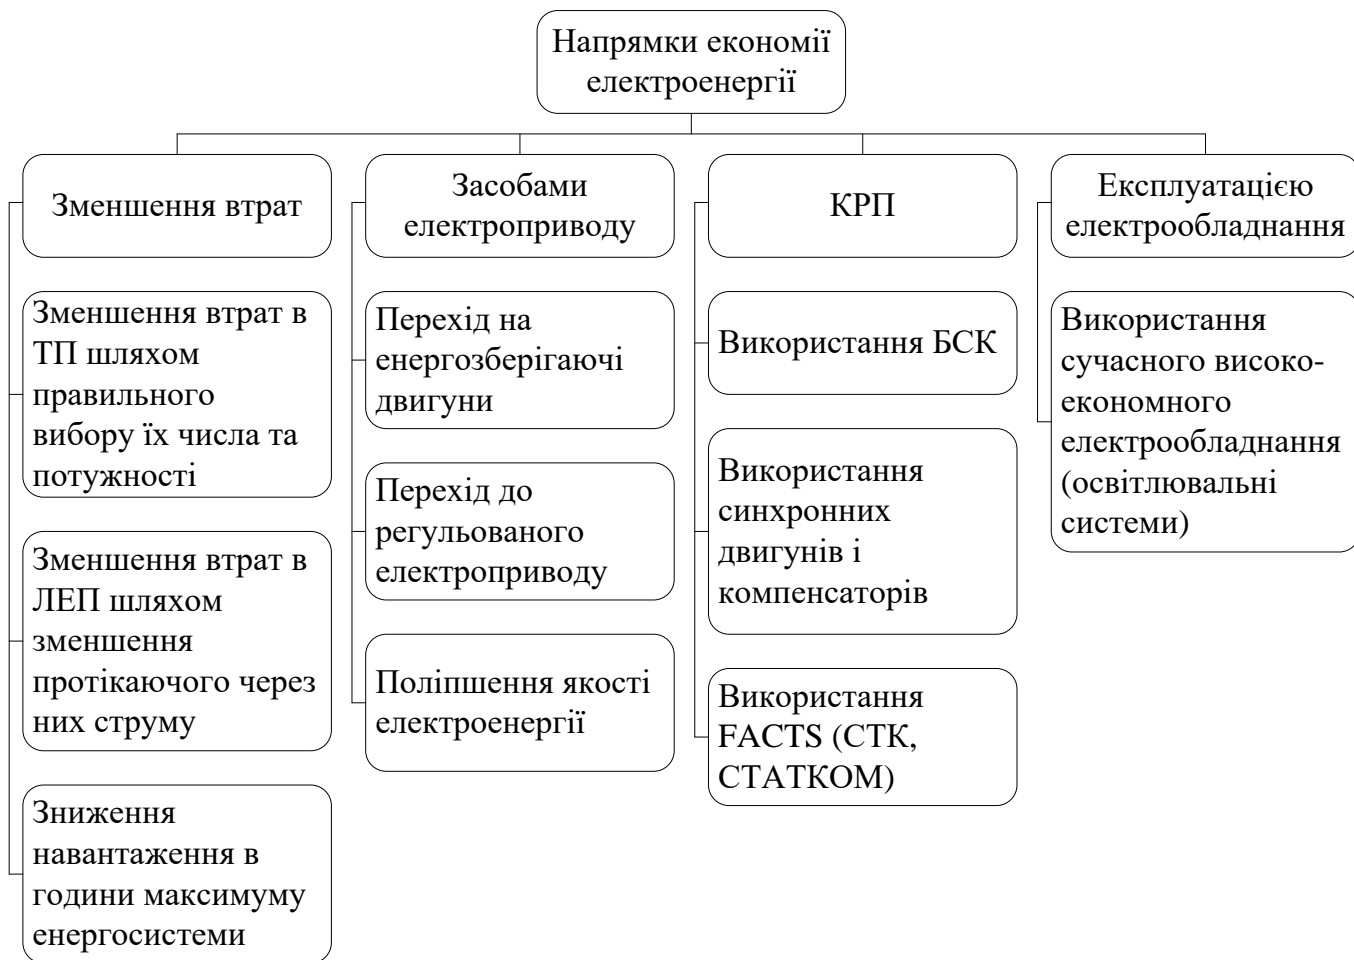 Напрямки економії
електроенергії
Зменшення втрат
Зменшення втрат в
ТП шляхом
правильного
вибору їх числа та
потужності
Зменшення втрат в
ЛЕП шляхом
зменшення
протікаючого через
них струму
Зниження
навантаження в
години максимуму
енергосистеми
Засобами
електроприводу
Перехід на
енергозберігаючі
двигуни
Перехід до
регульованого
електроприводу
Поліпшення якості
електроенергії
КРП
Використання БСК
Використання
синхронних
двигунів і
компенсаторів
Використання
FACTS (СТК,
СТАТКОМ)
Експлуатацією
електрообладнання
Використання
сучасного високо-
економного
електрообладнання
(освітлювальні
системи)